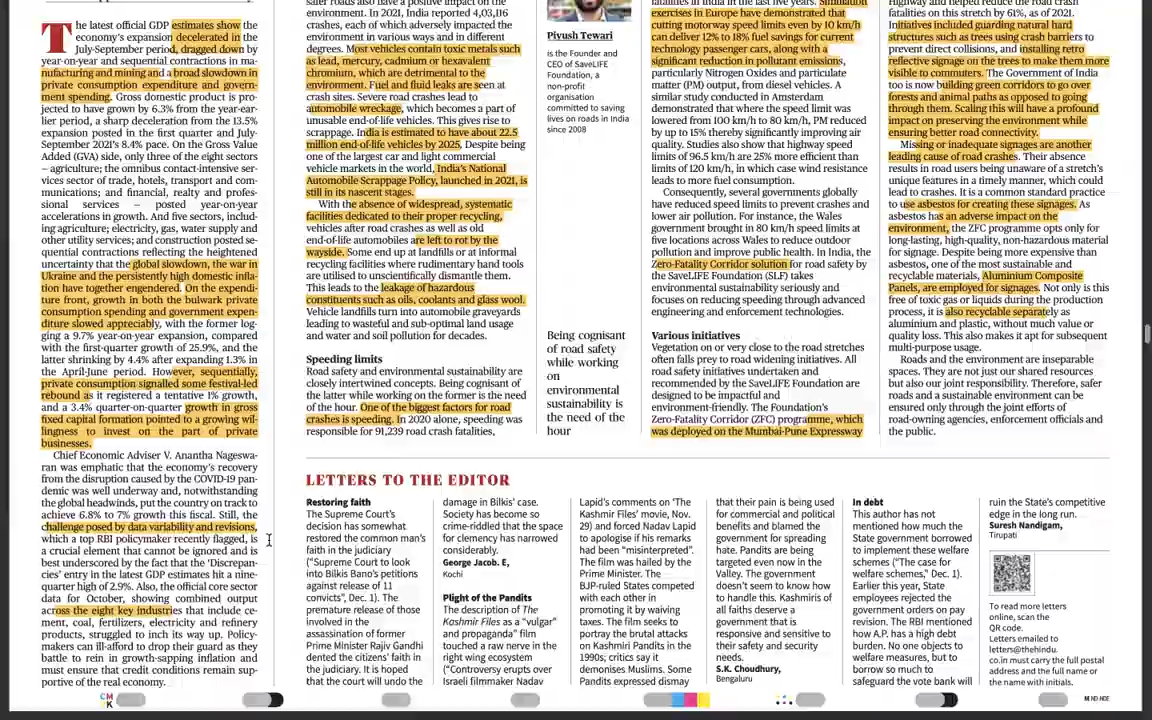 The latest official GDP estimates show the
economy decelerated in the
July-September period, dragged down by
year-on-year and sequential contractions in ma-
nufacturing and mining and a broad slowdown in
private consumption expenditure and govern-
ment spending. Gross domestic product is pro-
jected to have grown by 6.3% from the year-ear-
lier period, a sharp deceleration from the 13.5%
expansion posted in the first quarter and July-
September 2021's 8.4% pace. On the Gross Value
Added (GVA) side, only three of the eight sectors
– agriculture; the omnibus contact-intensive ser-
vices sector of trade, hotels, transport and com-
munications; and financial, realty and profes-
sional services – posted year-on-year
accelerations in growth. And five sectors, includ-
ing agriculture; electricity, gas, water supply and
other utility services; and construction posted se-
quential contractions reflecting the heightened
uncertainty that the global slowdown, the war in
Ukraine and the persistently high domestic infla-
tion have together engendered. On the expendi-
ture front, growth in both the bulwark private
consumption spending and government expen-
diture slowed appreciably, with the former log-
ging a 9.7% year-on-year expansion, compared
with the first-quarter growth of 25.9%, and the
latter shrinking by 4.4% after expanding 1.3% in
the April-June period. However, sequentially,
private consumption signalled some festival-led
rebound as it registered a tentative 1% growth,
and a 3.4% quarter-on-quarter growth in gross
fixed capital formation pointed to a growing wil-
lingness to invest on the part of private
businesses.
Chief Economic Adviser V. Anantha Nageswa-
ran was emphatic that the economy's recovery
from the disruption caused by the COVID-19 pan-
demic was well underway and, notwithstanding
the global headwinds, put the country on track to
achieve 6.8% to 7% growth this fiscal. Still, the
challenge posed by data variability and revisions,
which a top RBI policymaker recently flagged, is
a crucial element that cannot be ignored and is
best underscored by the fact that the 'Discrepan-
cies' entry in the latest GDP estimates hit a nine-
quarter high of 2.9%. Also, the official core sector
data for October, showing combined output
across the eight key industries that include ce-
ment, coal, fertilizers, electricity and refinery
products, struggled to inch its way up. Policy-
makers can ill-afford to drop their guard as they
battle to rein in growth-sapping inflation and
must ensure that credit conditions remain sup-
portive of the real economy.
safer roads also have a positive impact on the
environment. In 2021, India reported 4,03,116
crashes, each of which adversely impacted the
environment in various ways and in different
degrees. Most vehicles contain toxic metals such
as lead, mercury, cadmium or hexavalent
chromium, which are detrimental to the
environment. Fuel and fluid leaks are seen at
crash sites. Severe road crashes lead to
automobile wreckage, which becomes a part of
unusable end-of-life vehicles. This gives rise to
scrappage. India is estimated to have about 22.5
million end-of-life vehicles by 2025. Despite being
one of the largest car and light commercial
vehicle markets in the world, India's National
Automobile Scrappage Policy, launched in 2021, is
still in its nascent stages.
With the absence of widespread, systematic
facilities dedicated to their proper recycling,
vehicles after road crashes as well as old
end-of-life automobiles are left to rot by the
wayside. Some end up at landfills or at informal
recycling facilities where rudimentary hand tools
are utilised to unscientifically dismantle them.
This leads to the leakage of hazardous
constituents such as oils, coolants and glass wool.
Vehicle landfills turn into automobile graveyards
leading to wasteful and sub-optimal land usage
and water and soil pollution for decades.
Speeding limits
Road safety and environmental sustainability are
closely intertwined concepts. Being cognisant of
the latter while working on the former is the need
of the hour. One of the biggest factors for road
crashes is speeding. In 2020 alone, speeding was
responsible for 91,239 road crash fatalities,
Piyush Tewari
is the Founder and
CEO of SaveLIFE
Foundation, a
non-profit
organisation
committed to saving
lives on roads in India
since 2008
Being cognisant
of road safety
while working
on
environmental
sustainability is
the need of the
hour
fatalities in India in the last five years. Simulation
exercises in Europe have demonstrated that
cutting motorway speed limits even by 10 km/h
can deliver 12% to 18% fuel savings for current
technology passenger cars, along with a
significant reduction in pollutant emissions,
particularly Nitrogen Oxides and particulate
matter (PM) output, from diesel vehicles. A
similar study conducted in Amsterdam
demonstrated that where the speed limit was
lowered from 100 km/h to 80 km/h, PM reduced
by up to 15% thereby significantly improving air
quality. Studies also show that highway speed
limits of 96.5 km/h are 25% more efficient than
limits of 120 km/h, in which case wind resistance
leads to more fuel consumption.
Consequently, several governments globally
have reduced speed limits to prevent crashes and
lower air pollution. For instance, the Wales
government brought in 80 km/h speed limits at
five locations across Wales to reduce outdoor
pollution and improve public health. In India, the
Zero-Fatality Corridor solution for road safety by
the SaveLIFE Foundation (SLF) takes
environmental sustainability seriously and
focuses on reducing speeding through advanced
engineering and enforcement technologies.
Various initiatives
Vegetation on or very close to the road stretches
often falls prey to road widening initiatives. All
road safety initiatives undertaken and
recommended by the SaveLIFE Foundation are
designed to be impactful and
environment-friendly. The Foundation's
Zero-Fatality Corridor (ZFC) programme, which
was deployed on the Mumbai-Pune Expressway
Highway and helped reduce the road crash
fatalities on this stretch by 61%, as of 2021.
Initiatives included guarding natural hard
structures such as trees using crash barriers to
prevent direct collisions, and installing retro
reflective signage on the trees to make them more
visible to commuters. The Government of India
too is now building green corridors to go over
forests and animal paths as opposed to going
through them. Scaling this will have a profound
impact on preserving the environment while
ensuring better road connectivity.
Missing or inadequate signages are another
leading cause of road crashes. Their absence
results in road users being unaware of a stretch's
unique features in a timely manner, which could
lead to crashes. It is a common standard practice
to use asbestos for creating these signages. As
asbestos has an adverse impact on the
environment, the ZFC programme opts only for
long-lasting, high-quality, non-hazardous material
for signage. Despite being more expensive than
asbestos, one of the most sustainable and
recyclable materials, Aluminium Composite
Panels, are employed for signages. Not only is this
free of toxic gas or liquids during the production
process, it is also recyclable separately as
aluminium and plastic, without much value or
quality loss. This also makes it apt for subsequent
multi-purpose usage.
Roads and the environment are inseparable
spaces. They are not just our shared resources
but also our joint responsibility. Therefore, safer
roads and a sustainable environment can be
ensured only through the joint efforts of
road-owning agencies, enforcement officials and
the public.
LETTERS TO THE EDITOR
Restoring faith
The Supreme Court's
decision has somewhat
restored the common man's
faith in the judiciary
("Supreme Court to look
into Bilkis Bano's petitions
against release of 11
convicts", Dec. 1). The
premature release of those
involved in the
assassination of former
Prime Minister Rajiv Gandhi
dented the citizens' faith in
the judiciary. It is hoped
that the court will undo the
damage in Bilkis' case.
Society has become so
crime-riddled that the space
for clemency has narrowed
considerably.
George Jacob. E,
Kochi
Plight of the Pandits
The description of The
Kashmir Files as a "vulgar"
and propaganda" film
touched a raw nerve in the
right wing ecosystem
("Controversy erupts over
Israeli filmmaker Nadav
Lapid's comments on 'The
Kashmir Files' movie, Nov.
29) and forced Nadav Lapid
to apologise if his remarks
had been "misinterpreted".
The film was hailed by the
Prime Minister. The
BJP-ruled States competed
with each other in
promoting it by waiving
taxes. The film seeks to
portray the brutal attacks
on Kashmiri Pandits in the
1990s; critics say it
demonises Muslims. Some
Pandits expressed dismay
that their pain is being used
for commercial and political
benefits and blamed the
government for spreading
hate. Pandits are being
targeted even now in the
Valley. The government
doesn't seem to know how
to handle this. Kashmiris of
all faiths deserve a
government that is
responsive and sensitive to
their safety and security
needs.
S.K. Choudhury,
Bengaluru
In debt
This author has not
mentioned how much the
State government borrowed
to implement these welfare
schemes ("The case for
welfare schemes," Dec. 1).
Earlier this year, State
employees rejected the
government orders on pay
revision. The RBI mentioned
how A.P. has a high debt
burden. No one objects to
welfare measures, but to
borrow so much to
safeguard the vote bank will
ruin the State's competitive
edge in the long run.
Suresh Nandigam,
Tirupati
To read more letters
online, scan the
QR code.
Letters emailed to
letters@thehindu.
co.in must carry the full postal
address and the full name or
the name with initials.
CMYK
M ND-NDE